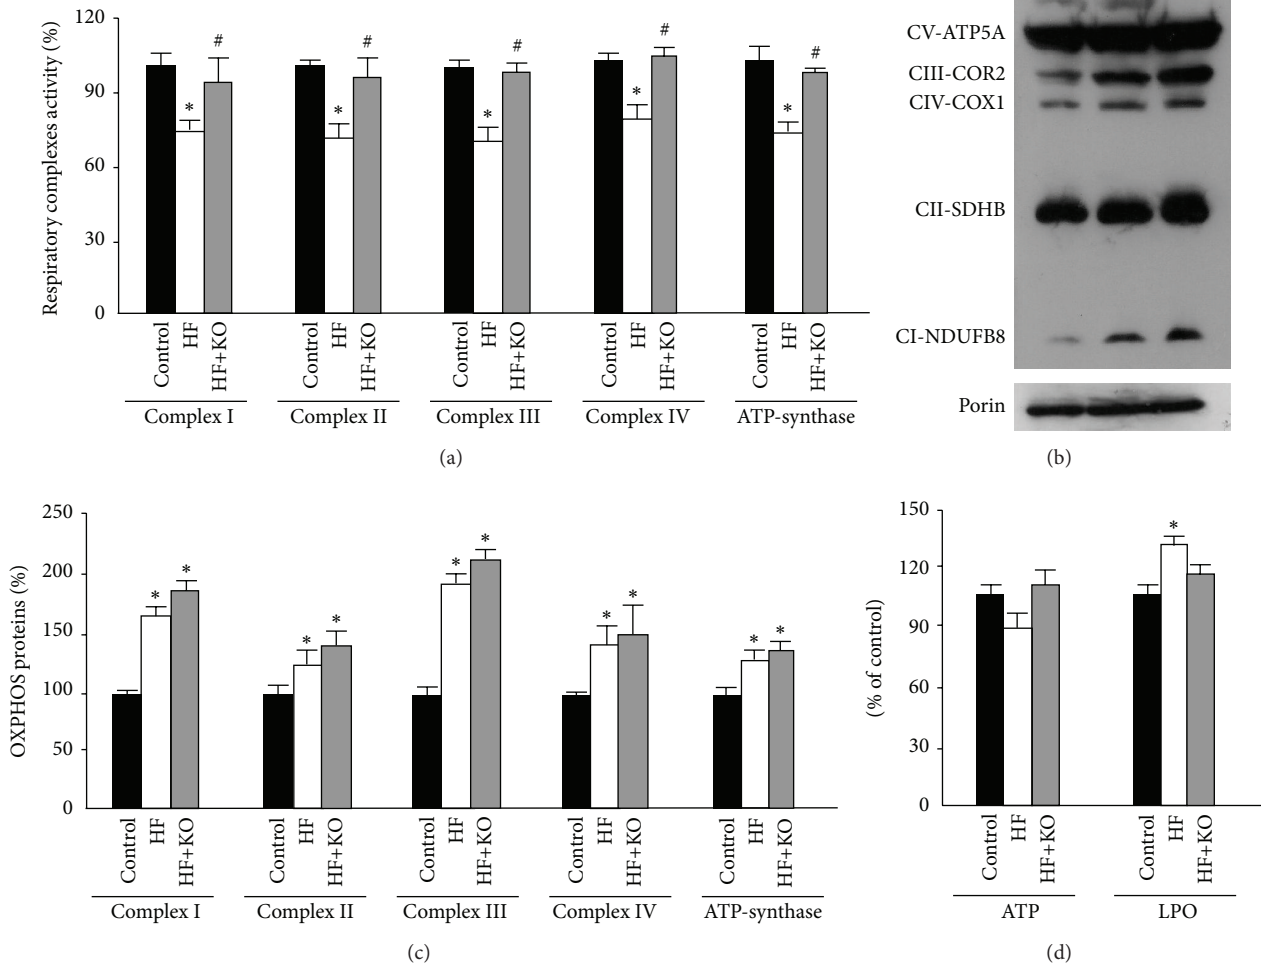 Respiratory complexes activity (%)
120
90
60
30
0
* # * # * # * # * #
Control HF HF+KO Control HF HF+KO Control HF HF+KO Control HF HF+KO Control HF HF+KO
Complex I Complex II Complex III Complex IV ATP-synthase
(a)
CV-ATP5A
CIII-COR2
CIV-COX1
CII-SDHB
CI-NDUFB8
Porin
(b)
OXPHOS proteins (%)
250
200
150
100
50
0
* * * * * * * * * *
Control HF HF+KO Control HF HF+KO Control HF HF+KO Control HF HF+KO Control HF HF+KO
Complex I Complex II Complex III Complex IV ATP-synthase
(c)
(% of control)
150
120
90
60
30
0
*
Control HF HF+KO Control HF HF+KO
ATP LPO
(d)